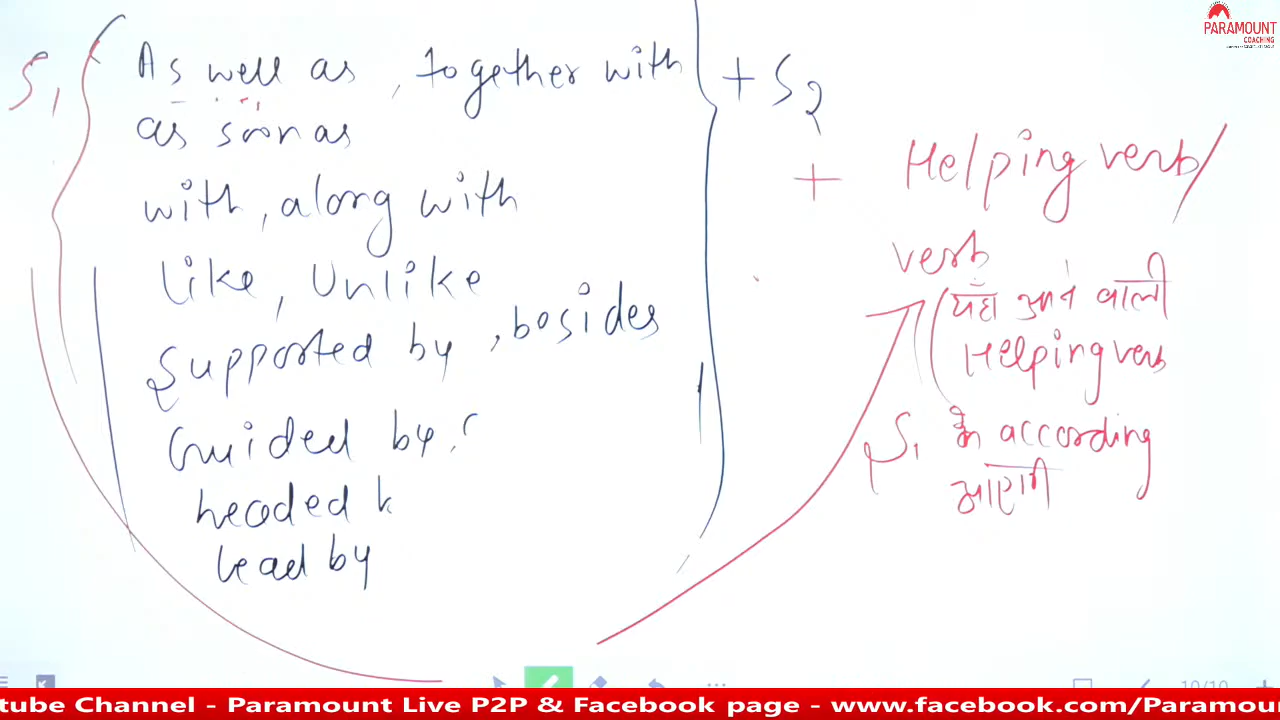 PARAMOUNT
COACHING
S1 { As well as, together with } + S2
as soon as
with, along with
Like, Unlike
Supported by, besides
Guided by,
headed b
Lead by
+ Helping verb/
verb
(यहाँ आने वाली
Helping verb
S1 के according
आएगी
10/10
tube Channel - Paramount Live P2P & Facebook page - www.facebook.com/Paramou